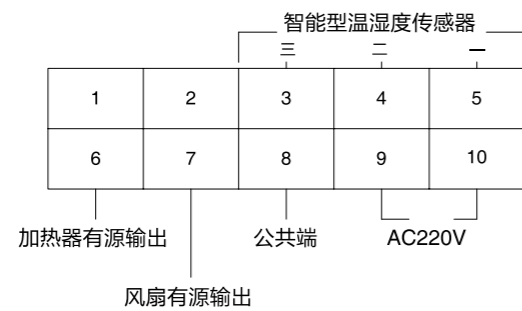 智能型温湿度传感器
三 二 一
1 2 3 4 5
6 7 8 9 10
加热器有源输出 公共端 AC220V
风扇有源输出